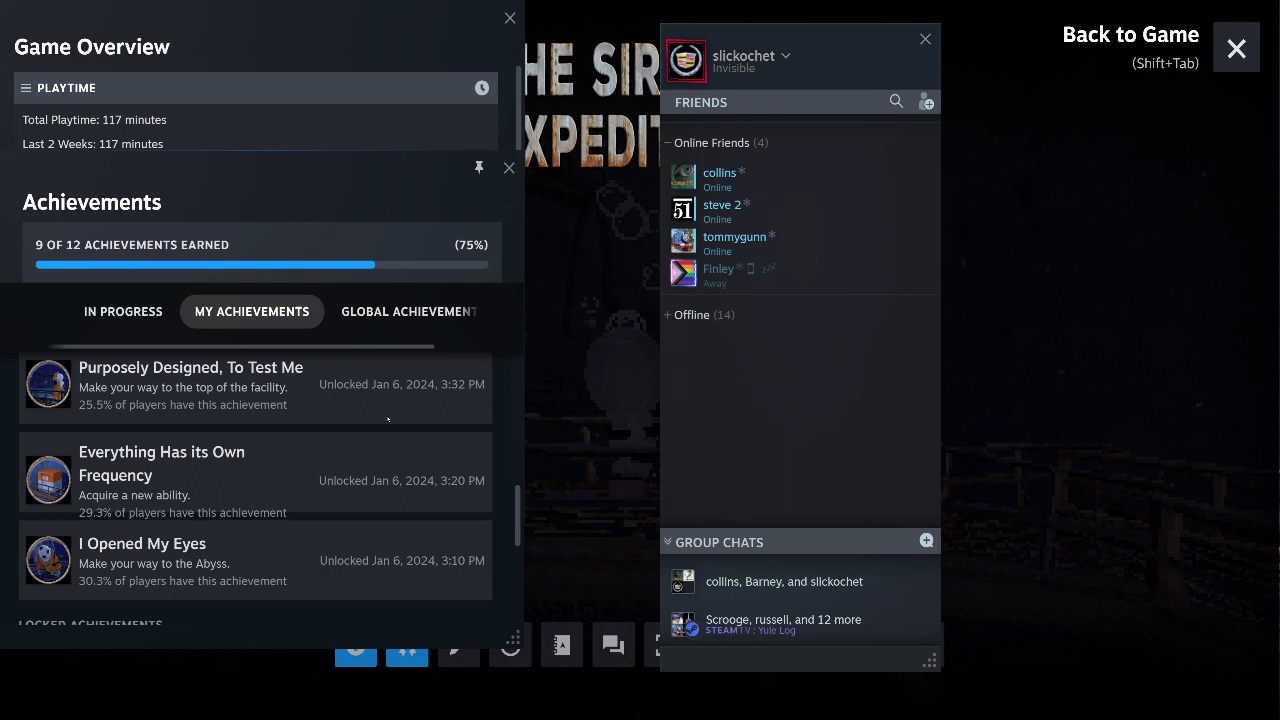 Game Overview
PLAYTIME
Total Playtime: 117 minutes
Last 2 Weeks: 117 minutes
Achievements
9 OF 12 ACHIEVEMENTS EARNED
(75%)
IN PROGRESS
MY ACHIEVEMENTS
GLOBAL ACHIEVEMENT
Purposely Designed, To Test Me
Make your way to the top of the facility.
25.5% of players have this achievement
Unlocked Jan 6, 2024, 3:32 PM
Everything Has its Own
Frequency
Acquire a new ability.
29.3% of players have this achievement
Unlocked Jan 6, 2024, 3:20 PM
I Opened My Eyes
Make your way to the Abyss.
30.3% of players have this achievement
Unlocked Jan 6, 2024, 3:10 PM
LOCKED ACHIEVEMENTS
HE SIR
XPEDIT
slickochet
Invisible
FRIENDS
Online Friends (4)
collins*
Online
51
steve 2*
Online
tommygunn*
Online
Finley* zzz
Away
Offline (14)
GROUP CHATS
collins, Barney, and slickochet
Scrooge, russell, and 12 more
STEAMTV: Yule Log
Back to Game
(Shift+Tab)